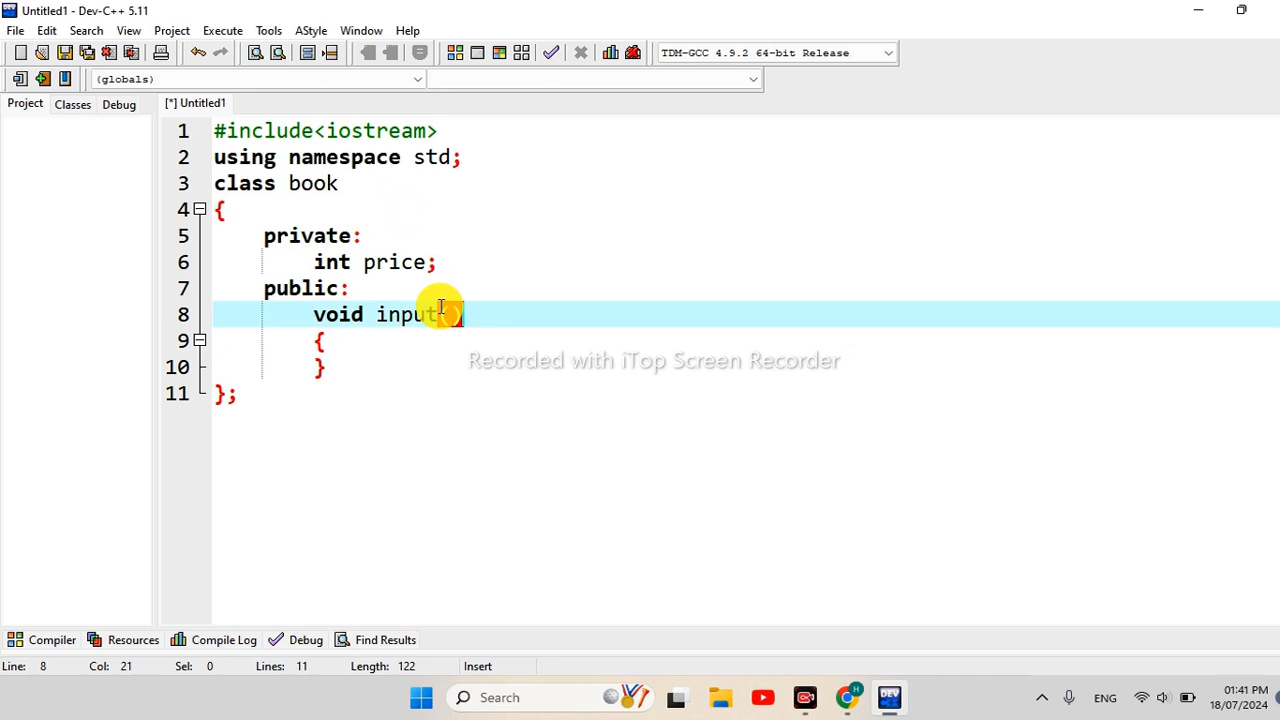 Untitled1 - Dev-C++ 5.11
File Edit Search View Project Execute Tools AStyle Window Help
TDM-GCC 4.9.2 64-bit Release
(globals)
Project Classes Debug [*] Untitled1
1 #include<iostream>
2 using namespace std;
3 class book
4 {
5 private:
6 int price;
7 public:
8 void input()
9 {
10 }
11 };
Recorded with iTop Screen Recorder
Compiler Resources Compile Log Debug Find Results
Line: 8 Col: 21 Sel: 0 Lines: 11 Length: 122 Insert
Search H DEV ENG 01:41 PM
18/07/2024